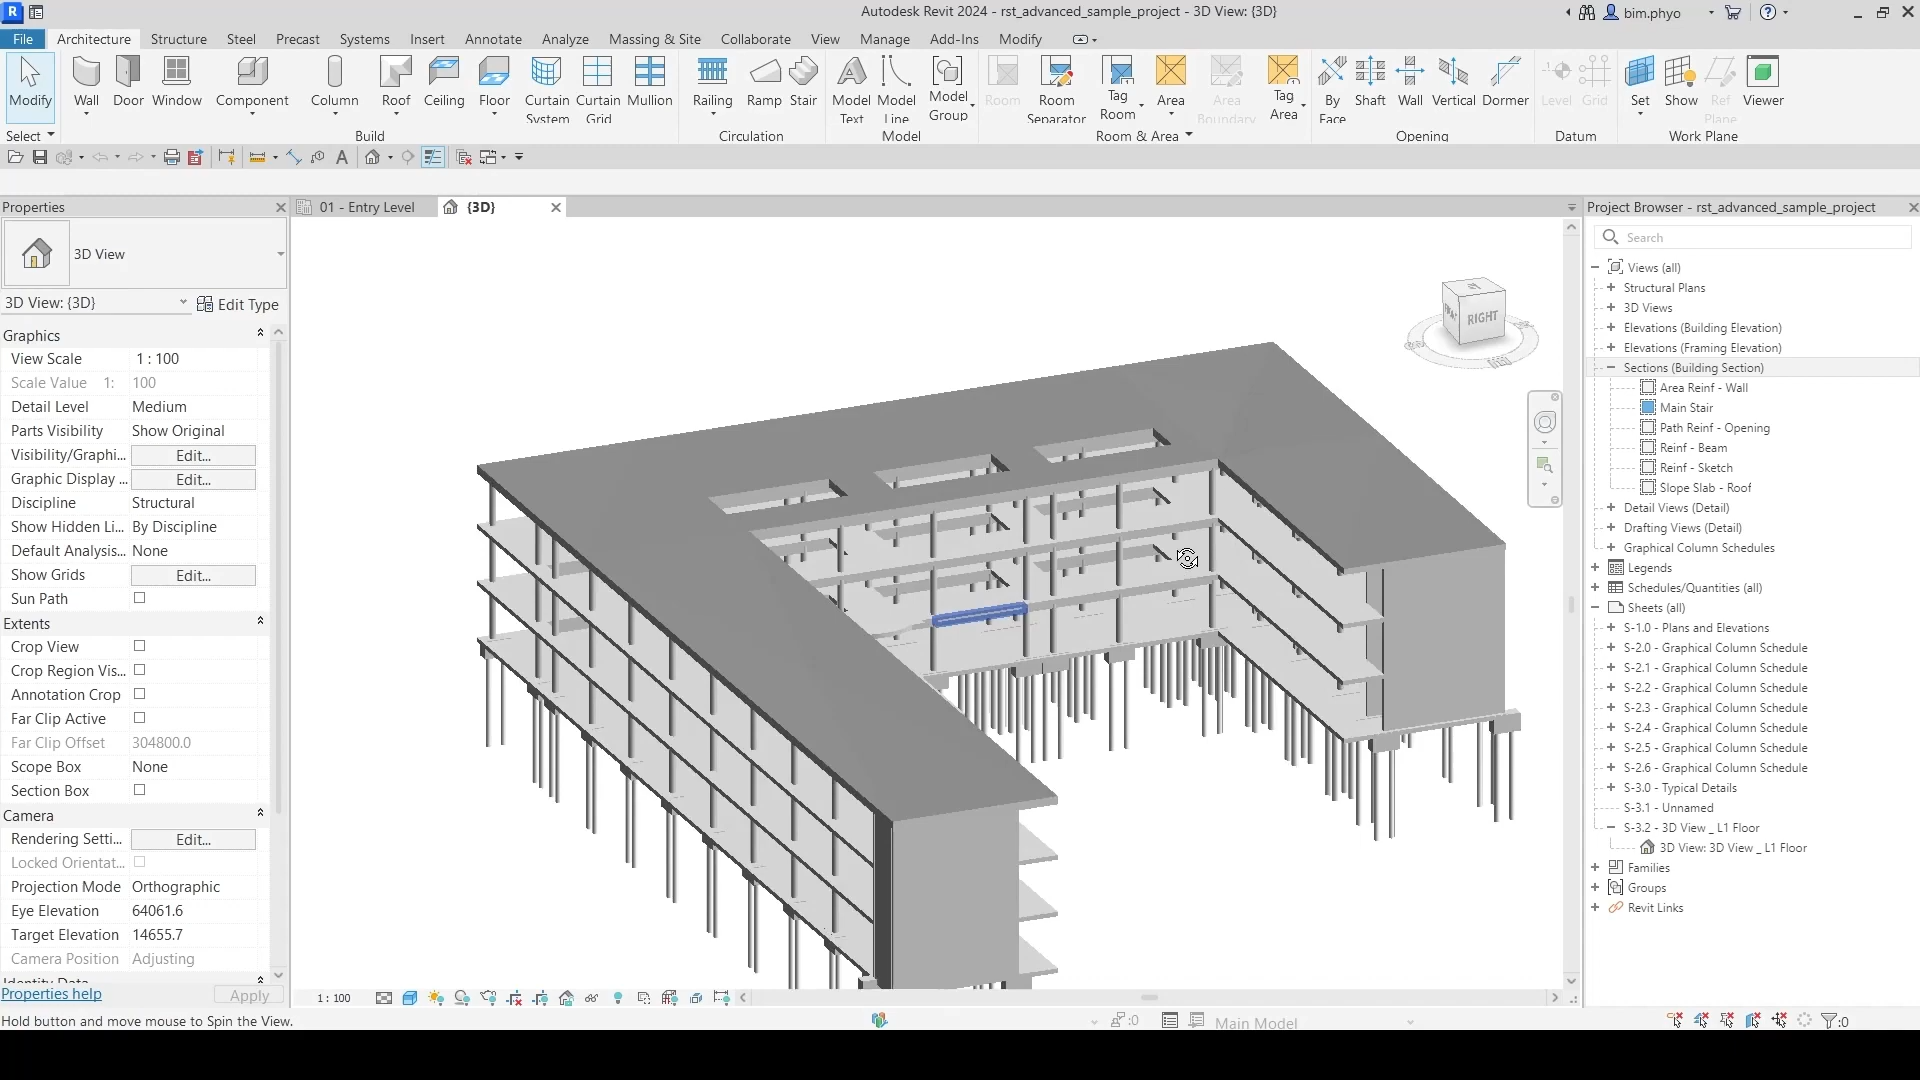 R
Autodesk Revit 2024 - rst_advanced_sample_project - 3D View: {3D}
bim.phyo
File Architecture Structure Steel Precast Systems Insert Annotate Analyze Massing & Site Collaborate View Manage Add-Ins Modify
Modify
Wall
Door
Window
Component
Column
Roof
Ceiling
Floor
Curtain System
Curtain Grid
Mullion
Railing
Ramp
Stair
Model Text
Model Line
Model Group
Room
Room Separator
Tag Room
Area
Area Boundary
Tag Area
By Face
Shaft
Wall
Vertical
Dormer
Level
Grid
Set
Show
Ref Plane
Viewer
Select
Build
Circulation
Model
Room & Area
Opening
Datum
Work Plane
Properties
3D View
3D View: {3D}
Edit Type
Graphics
View Scale 1 : 100
Scale Value 1: 100
Detail Level Medium
Parts Visibility Show Original
Visibility/Graphi... Edit...
Graphic Display ... Edit...
Discipline Structural
Show Hidden Li... By Discipline
Default Analysis... None
Show Grids Edit...
Sun Path
Extents
Crop View
Crop Region Vis...
Annotation Crop
Far Clip Active
Far Clip Offset 304800.0
Scope Box None
Section Box
Camera
Rendering Setti... Edit...
Locked Orientat...
Projection Mode Orthographic
Eye Elevation 64061.6
Target Elevation 14655.7
Camera Position Adjusting
Identity Data
Properties help
Apply
01 - Entry Level
{3D}
RIGHT
1 : 100
Project Browser - rst_advanced_sample_project
Search
Views (all)
Structural Plans
3D Views
Elevations (Building Elevation)
Elevations (Framing Elevation)
Sections (Building Section)
Area Reinf - Wall
Main Stair
Path Reinf - Opening
Reinf - Beam
Reinf - Sketch
Slope Slab - Roof
Detail Views (Detail)
Drafting Views (Detail)
Graphical Column Schedules
Legends
Schedules/Quantities (all)
Sheets (all)
S-1.0 - Plans and Elevations
S-2.0 - Graphical Column Schedule
S-2.1 - Graphical Column Schedule
S-2.2 - Graphical Column Schedule
S-2.3 - Graphical Column Schedule
S-2.4 - Graphical Column Schedule
S-2.5 - Graphical Column Schedule
S-2.6 - Graphical Column Schedule
S-3.0 - Typical Details
S-3.1 - Unnamed
S-3.2 - 3D View _ L1 Floor
3D View: 3D View _ L1 Floor
Families
Groups
Revit Links
Hold button and move mouse to Spin the View.
:0
Main Model
:0